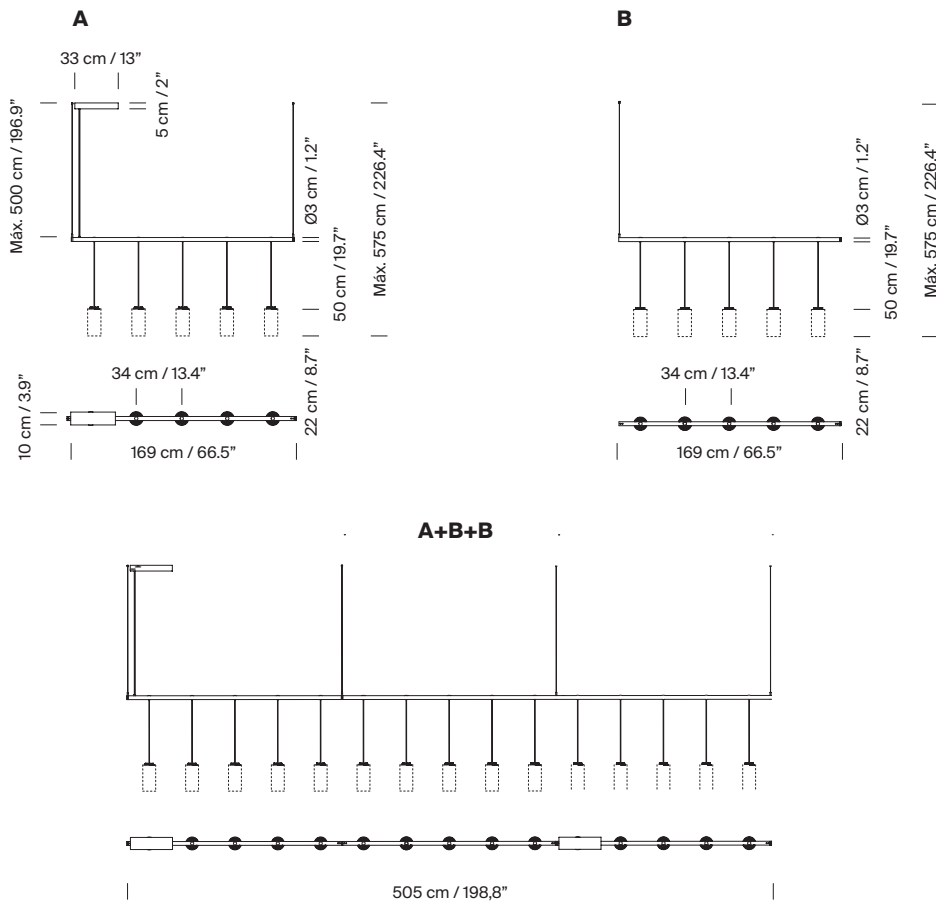 A
33 cm / 13”
5 cm / 2”
Máx. 500 cm / 196.9”
Ø3 cm / 1.2”
50 cm / 19.7”
Máx. 575 cm / 226.4”
34 cm / 13.4”
10 cm / 3.9”
22 cm / 8.7”
169 cm / 66.5”
B
Ø3 cm / 1.2”
50 cm / 19.7”
Máx. 575 cm / 226.4”
34 cm / 13.4”
22 cm / 8.7”
169 cm / 66.5”
A+B+B
505 cm / 198,8”